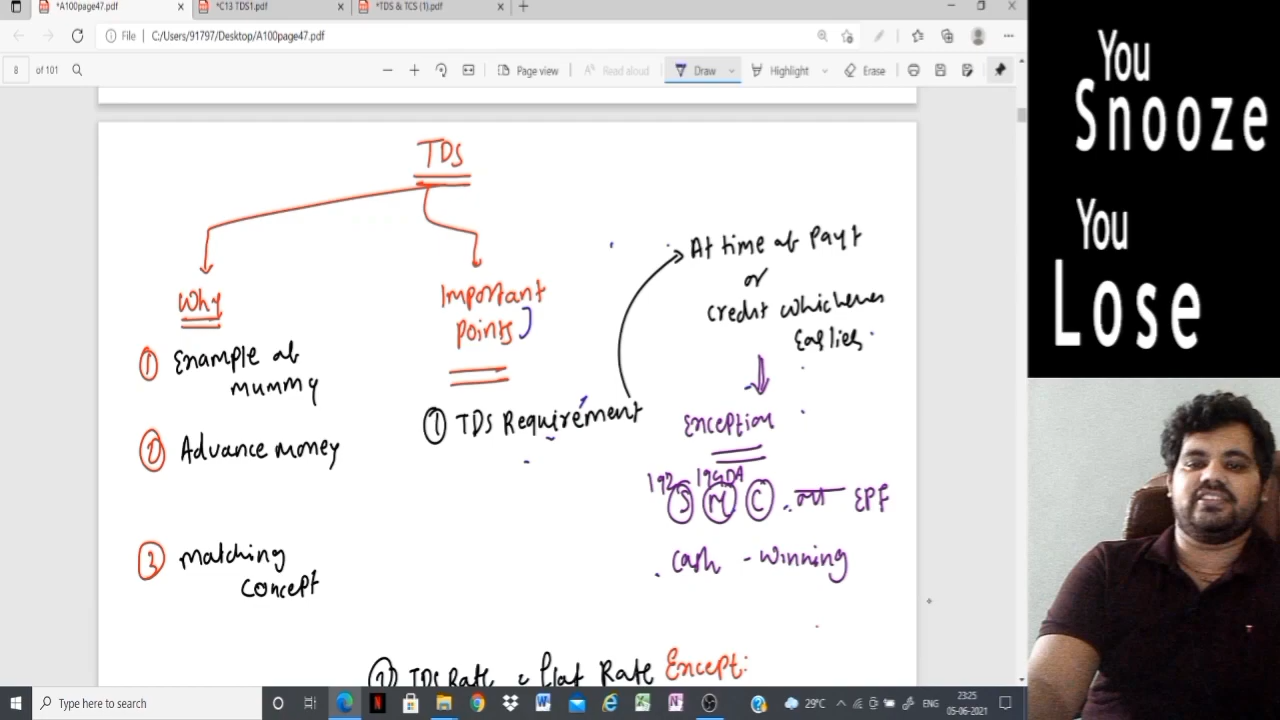 *A100page47.pdf
*C13 TDS1.pdf
*TDS & TCS (1).pdf
File
C:/Users/91797/Desktop/A100page47.pdf
8 of 101
Page view
Read aloud
Draw
Highlight
Erase
TDS
Why
① Example of mummy
② Advance money
③ Matching concept
Important
points
① TDS Requirement
At time of Payt
or
credit whichever
Earlier
Exception
192 194DA
S M C EPF
cash - winning
② TDS Rate Flat Rate Except:
You
Snooze
You
Lose
Type here to search
29°C
ENG
23:25
05-06-2021